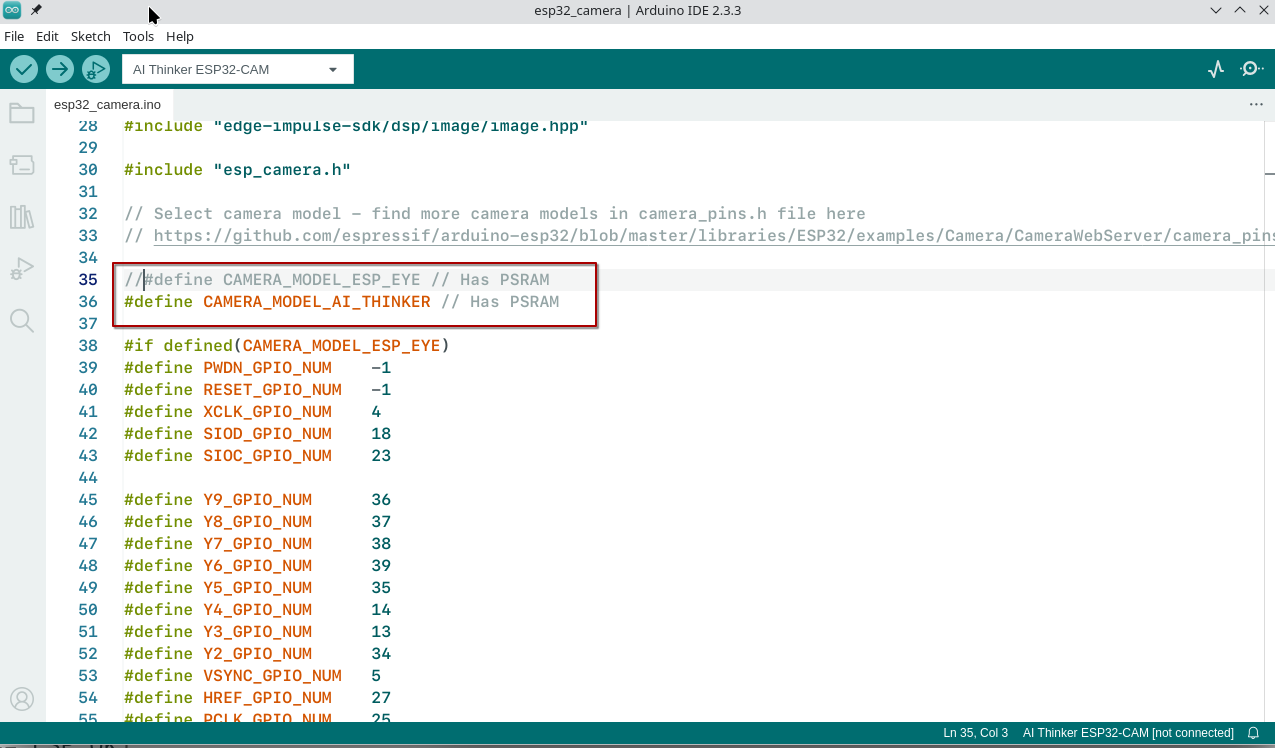 esp32_camera | Arduino IDE 2.3.3
File Edit Sketch Tools Help
AI Thinker ESP32-CAM
esp32_camera.ino
28 #include "edge-impulse-sdk/dsp/image/image.hpp"
29
30 #include "esp_camera.h"
31
32 // Select camera model - find more camera models in camera_pins.h file here
33 // https://github.com/espressif/arduino-esp32/blob/master/libraries/ESP32/examples/Camera/CameraWebServer/camera_pins
34
35 //#define CAMERA_MODEL_ESP_EYE // Has PSRAM
36 #define CAMERA_MODEL_AI_THINKER // Has PSRAM
37
38 #if defined(CAMERA_MODEL_ESP_EYE)
39 #define PWDN_GPIO_NUM    -1
40 #define RESET_GPIO_NUM   -1
41 #define XCLK_GPIO_NUM    4
42 #define SIOD_GPIO_NUM    18
43 #define SIOC_GPIO_NUM    23
44
45 #define Y9_GPIO_NUM      36
46 #define Y8_GPIO_NUM      37
47 #define Y7_GPIO_NUM      38
48 #define Y6_GPIO_NUM      39
49 #define Y5_GPIO_NUM      35
50 #define Y4_GPIO_NUM      14
51 #define Y3_GPIO_NUM      13
52 #define Y2_GPIO_NUM      34
53 #define VSYNC_GPIO_NUM   5
54 #define HREF_GPIO_NUM    27
55 #define PCLK_GPIO_NUM    25
Ln 35, Col 3 AI Thinker ESP32-CAM [not connected]